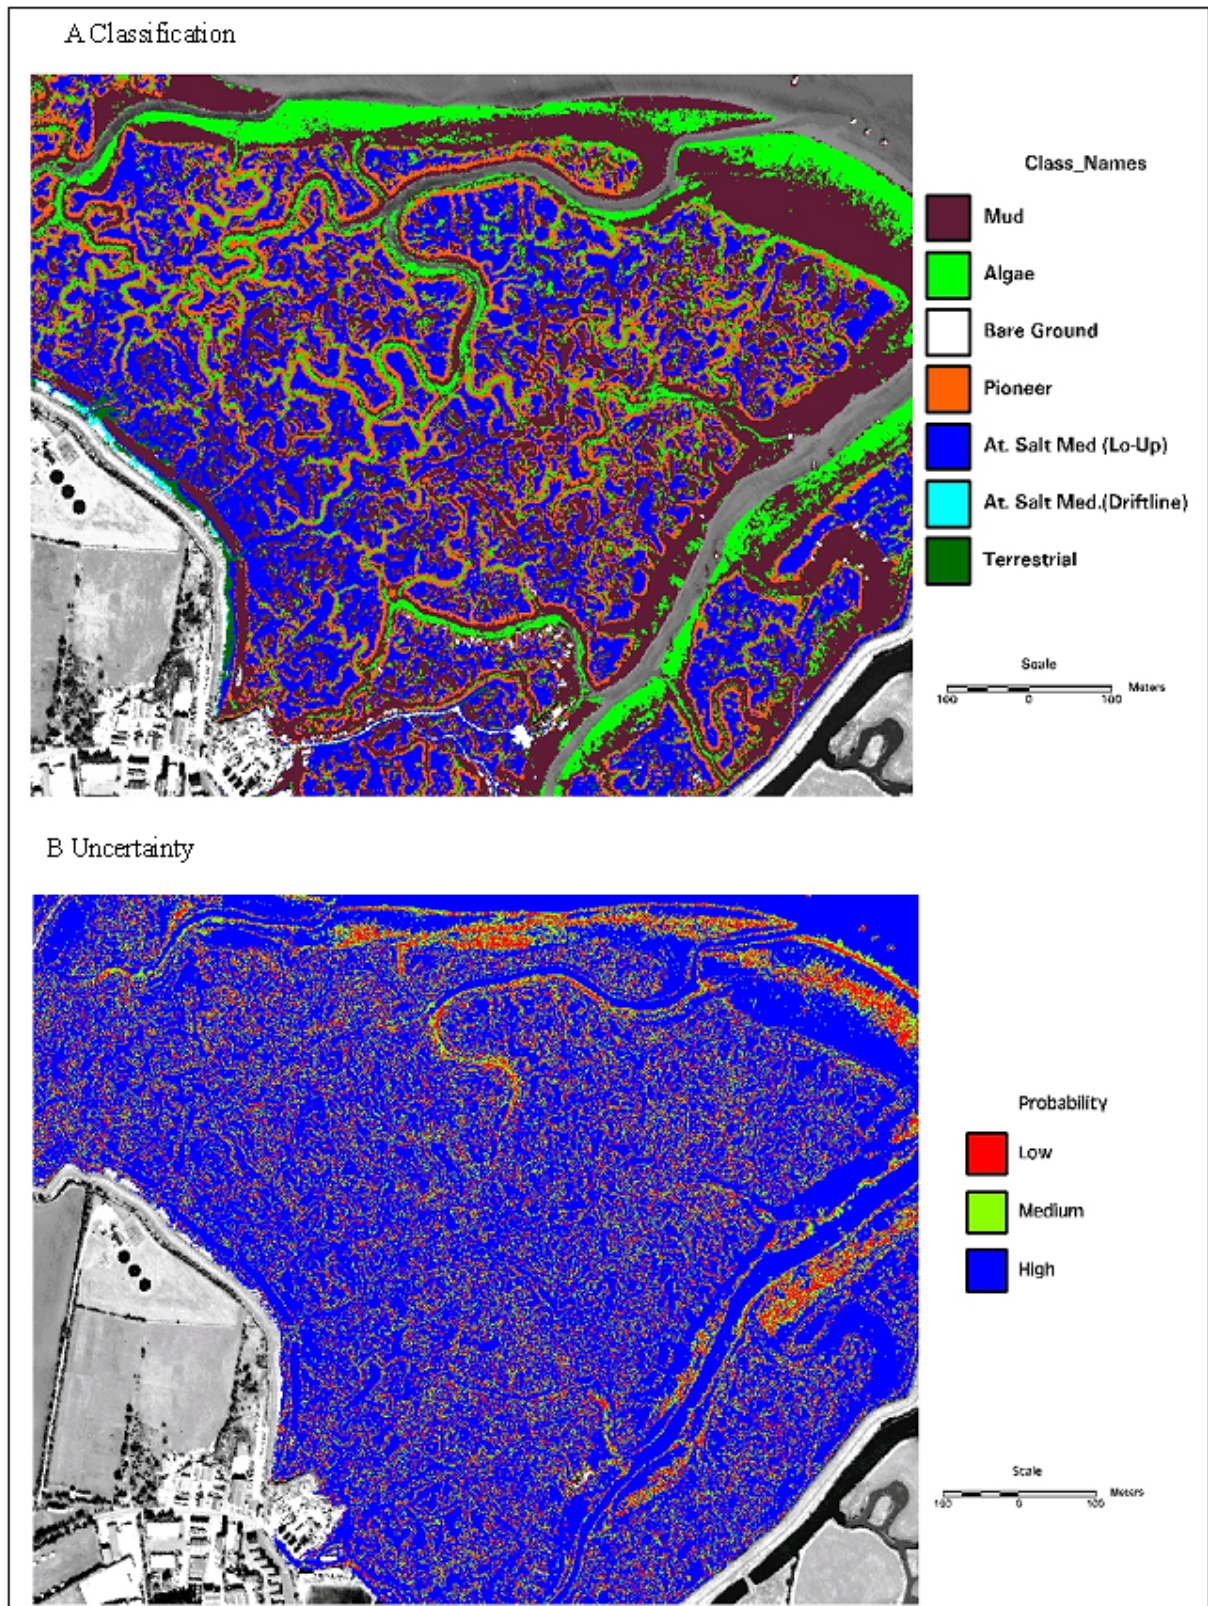 A Classification
Class_Names
Mud
Algae
Bare Ground
Pioneer
At. Salt Med (Lo-Up)
At. Salt Med.(Driftline)
Terrestrial
Scale
100 0 100 Meters
B Uncertainty
Probability
Low
Medium
High
Scale
100 0 100 Meters